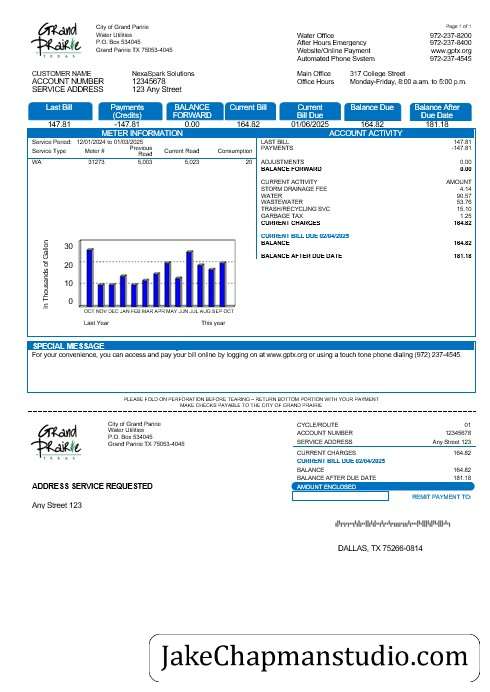 Page 1 of 1
Grand Prairie
TEXAS
City of Grand Paririe
Water Utilities
P.O. Box 534045
Grand Prairie TX 75053-4045
Water Office 972-237-8200
After Hours Emergency 972-237-8400
Website/Online Payment www.gptx.org
Automated Phone System 972-237-4545
CUSTOMER NAME NexaSpark Solutions
ACCOUNT NUMBER 12345678
SERVICE ADDRESS 123 Any Street
Main Office 317 College Street
Office Hours Monday-Friday, 8:00 a.m. to 5:00 p.m.
Last Bill Payments (Credits) BALANCE FORWARD Current Bill Current Bill Due Balance Due Balance After Due Date
147.81 -147.81 0.00 164.82 01/06/2025 164.82 181.18
METER INFORMATION
Service Period: 12/01/2024 to 01/03/2025
Service Type Meter # Previous Read Current Read Consumption
WA 31273 5,003 5,023 20
In Thousands of Gallon
30
20
10
0
OCT NOV DEC JAN FEB MAR APR MAY JUN JUL AUG SEP OCT
Last Year This year
ACCOUNT ACTIVITY
LAST BILL 147.81
PAYMENTS -147.81
ADJUSTMENTS 0.00
BALANCE FORWARD 0.00
CURRENT ACTIVITY AMOUNT
STORM DRAINAGE FEE 4.14
WATER 90.57
WASTEWATER 53.76
TRASH/RECYCLING SVC 15.10
GARBAGE TAX 1.25
CURRENT CHARGES 164.82
CURRENT BILL DUE 02/04/2025
BALANCE 164.82
BALANCE AFTER DUE DATE 181.18
SPECIAL MESSAGE
For your convenience, you can access and pay your bill online by logging on at www.gptx.org or using a touch tone phone dialing (972) 237-4545
PLEASE FOLD ON PERFORATION BEFORE TEARING – RETURN BOTTOM PORTION WITH YOUR PAYMENT
MAKE CHECKS PAYABLE TO THE CITY OF GRAND PRAIRIE
Grand Prairie
TEXAS
City of Grand Paririe
Water Utilities
P.O. Box 534045
Grand Prairie TX 75053-4045
CYCLE/ROUTE 01
ACCOUNT NUMBER 12345678
SERVICE ADDRESS Any Street 123
CURRENT CHARGES 164.82
CURRENT BILL DUE 02/04/2025
BALANCE 164.82
BALANCE AFTER DUE DATE 181.18
AMOUNT ENCLOSED
REMIT PAYMENT TO:
ADDRESS SERVICE REQUESTED
Any Street 123
DALLAS, TX 75266-0814
JakeChapmanstudio.com